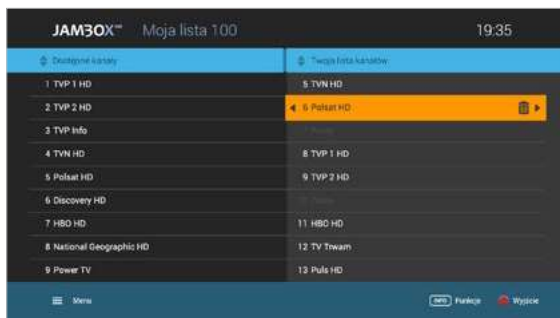 JAMBOX™ Moja lista 100 19:35
Dostępne kanały
Twoja lista kanałów
1 TVP 1 HD
5 TVN HD
2 TVP 2 HD
6 Polsat HD
3 TVP Info
4 TVN HD
8 TVP 1 HD
5 Polsat HD
9 TVP 2 HD
6 Discovery HD
7 HBO HD
11 HBO HD
8 National Geographic HD
12 TV Trwam
9 Power TV
13 Puls HD
Menu
INFO Funkcje
Wyjście